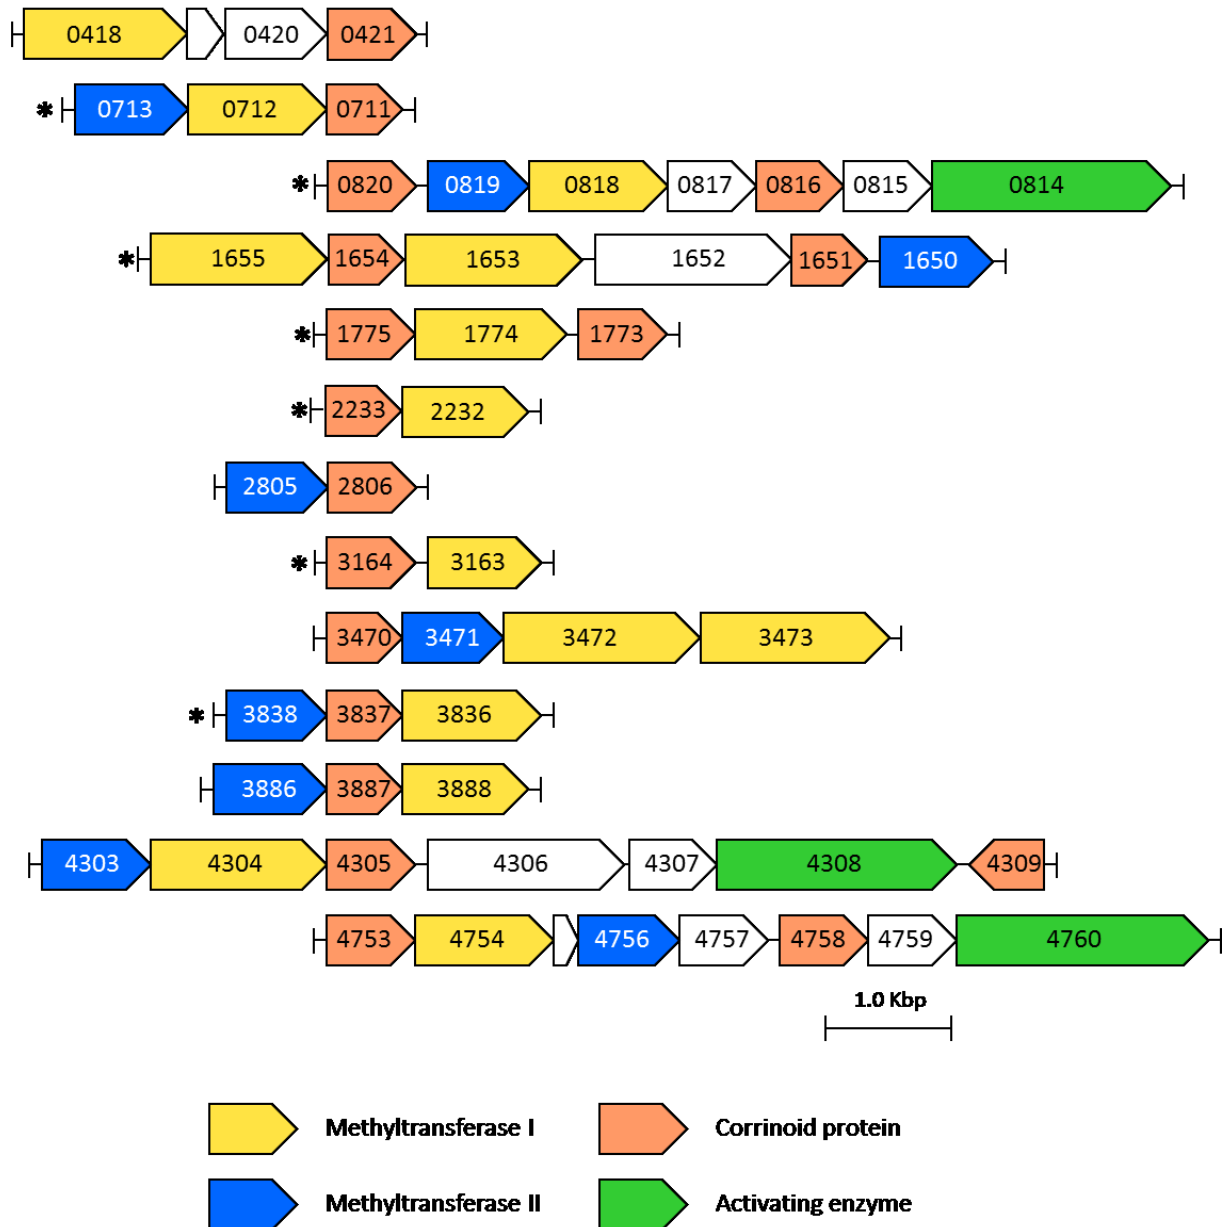 0418 0420 0421
* 0713 0712 0711
* 0820 0819 0818 0817 0816 0815 0814
* 1655 1654 1653 1652 1651 1650
* 1775 1774 1773
* 2233 2232
2805 2806
* 3164 3163
3470 3471 3472 3473
* 3838 3837 3836
3886 3887 3888
4303 4304 4305 4306 4307 4308 4309
4753 4754 4756 4757 4758 4759 4760
1.0 Kbp
Methyltransferase I Corrinoid protein
Methyltransferase II Activating enzyme